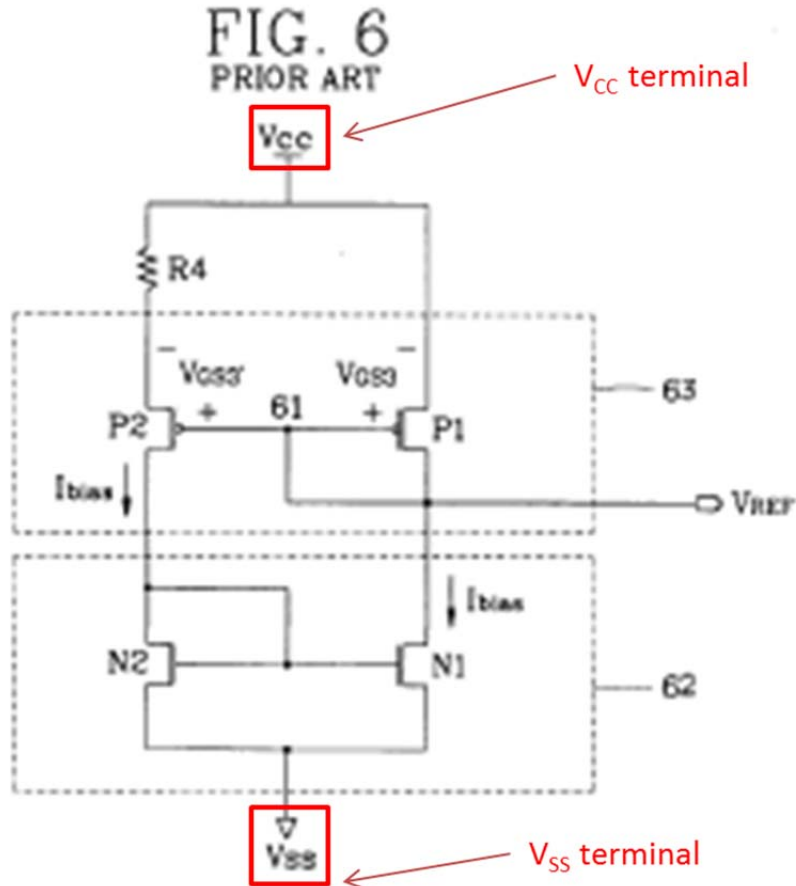 FIG. 6
PRIOR ART
VCC terminal
VCC
R4
− −
VGS3' VGS3
+ 61 +
63
P2 P1
Ibias
VREF
Ibias
N2 N1
62
VSS
VSS terminal